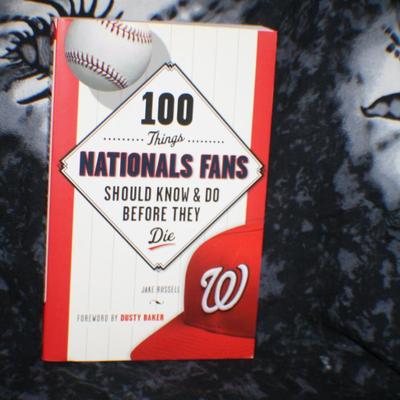 100
Things
NATIONALS FANS
SHOULD KNOW & DO
BEFORE THEY
Die
JAKE RUSSELL
FOREWORD BY DUSTY BAKER
W